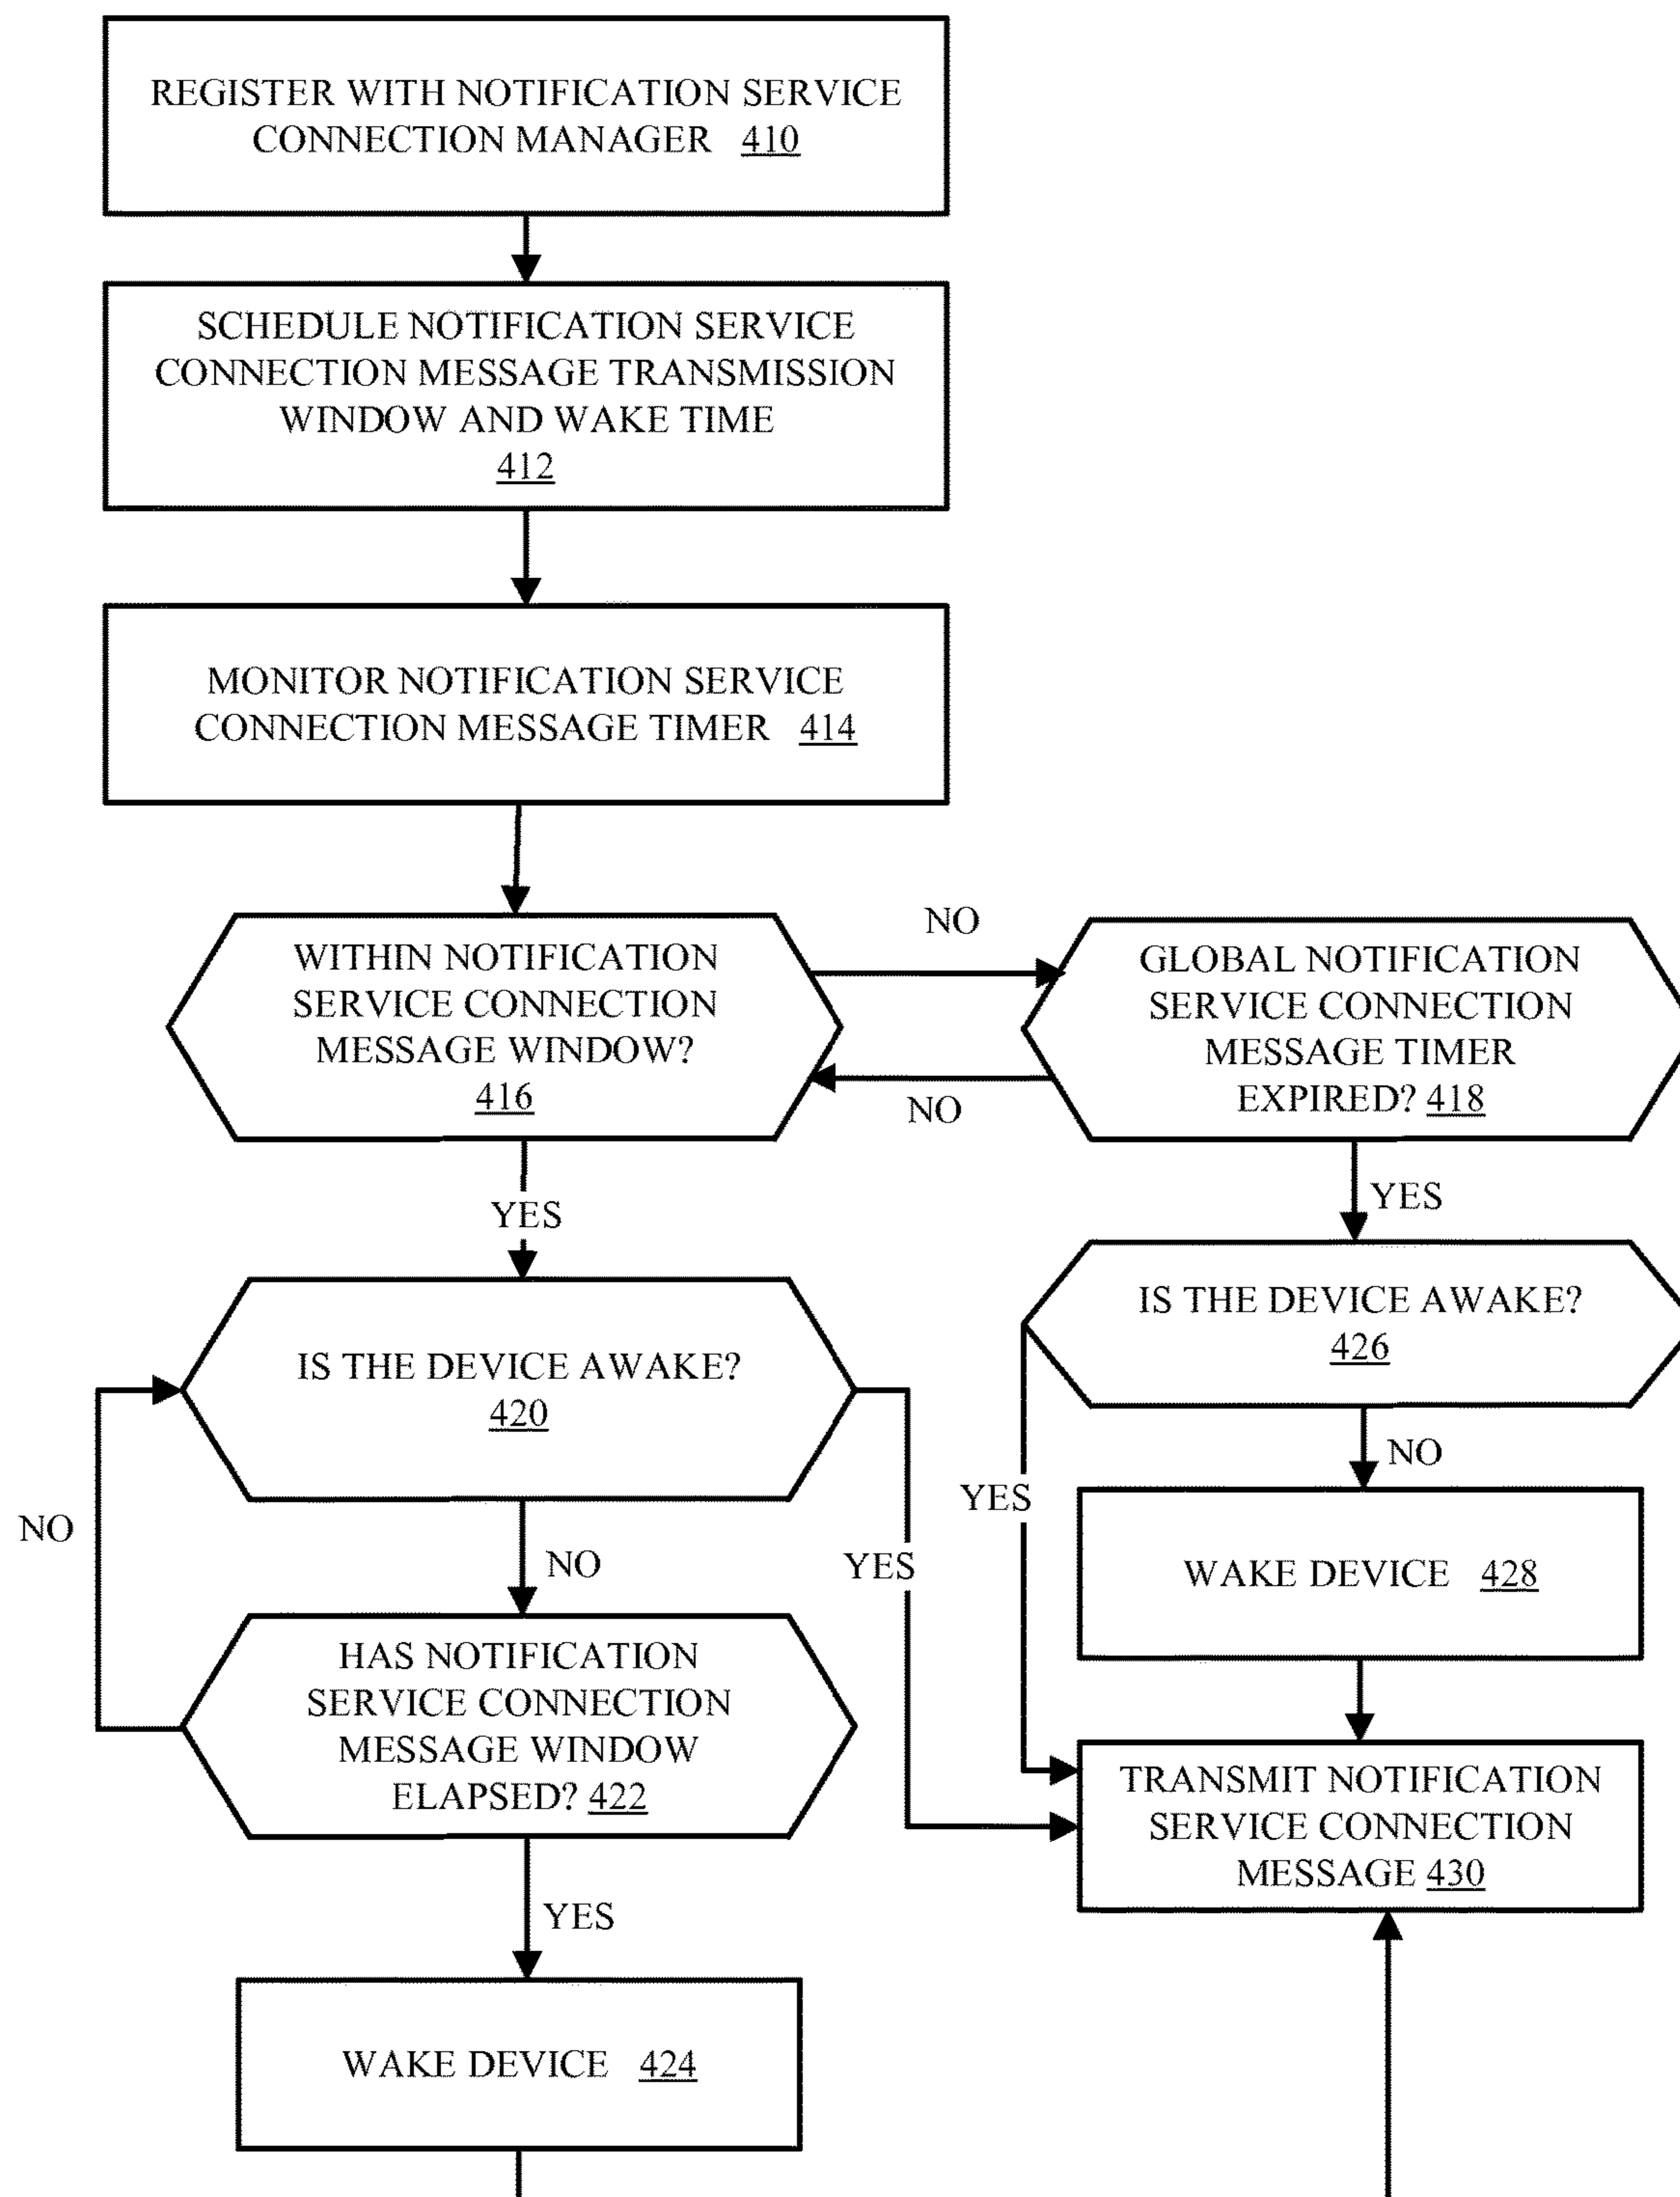 REGISTER WITH NOTIFICATION SERVICE
CONNECTION MANAGER 410
SCHEDULE NOTIFICATION SERVICE
CONNECTION MESSAGE TRANSMISSION
WINDOW AND WAKE TIME
412
MONITOR NOTIFICATION SERVICE
CONNECTION MESSAGE TIMER 414
WITHIN NOTIFICATION
SERVICE CONNECTION
MESSAGE WINDOW?
416
NO
NO
GLOBAL NOTIFICATION
SERVICE CONNECTION
MESSAGE TIMER
EXPIRED? 418
YES
YES
IS THE DEVICE AWAKE?
420
IS THE DEVICE AWAKE?
426
NO
NO
YES
YES
NO
WAKE DEVICE 428
HAS NOTIFICATION
SERVICE CONNECTION
MESSAGE WINDOW
ELAPSED? 422
TRANSMIT NOTIFICATION
SERVICE CONNECTION
MESSAGE 430
YES
WAKE DEVICE 424